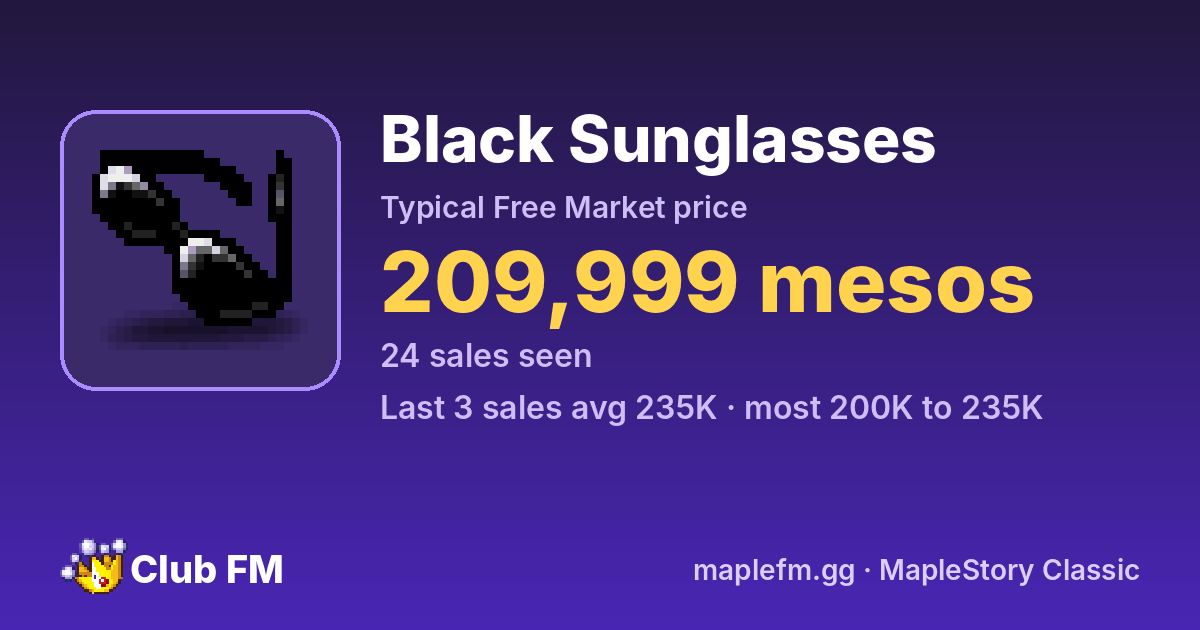 Black Sunglasses
Typical Free Market price
209,999 mesos
24 sales seen
Last 3 sales avg 235K · most 200K to 235K
Club FM
maplefm.gg · MapleStory Classic